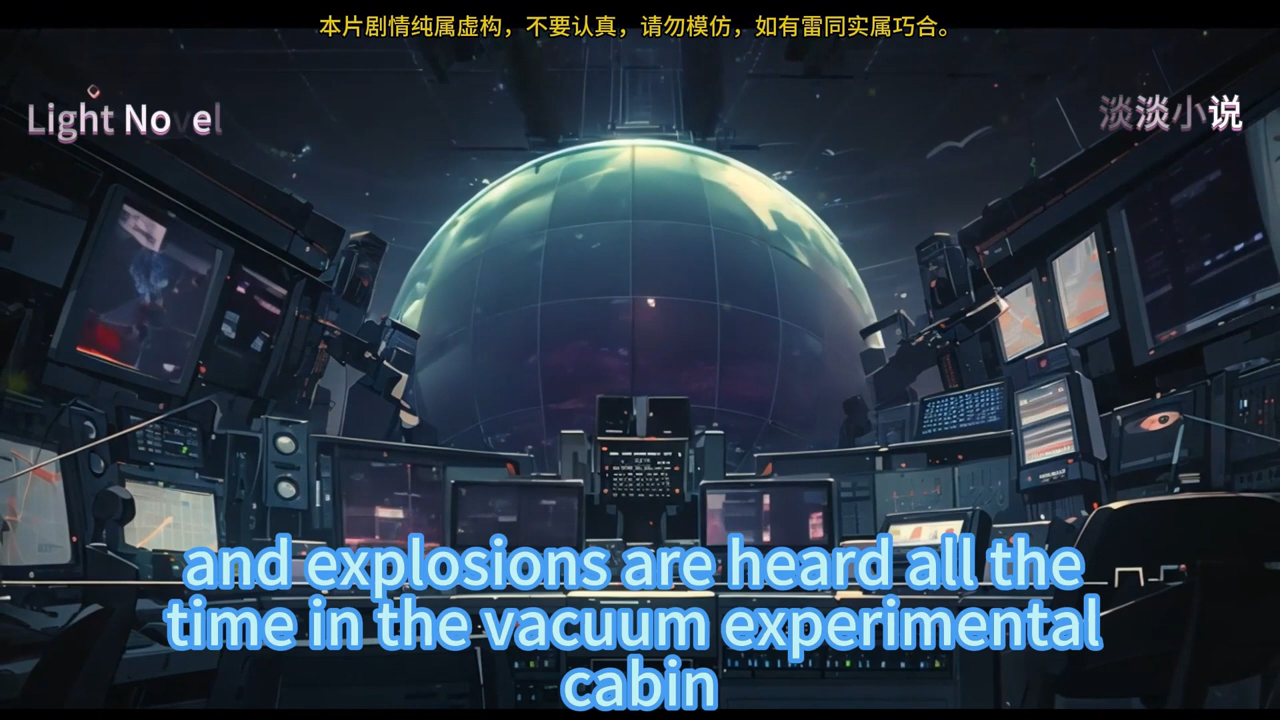 本片剧情纯属虚构，不要认真，请勿模仿，如有雷同实属巧合。
Light Novel
淡淡小说
and explosions are heard all the
time in the vacuum experimental
cabin